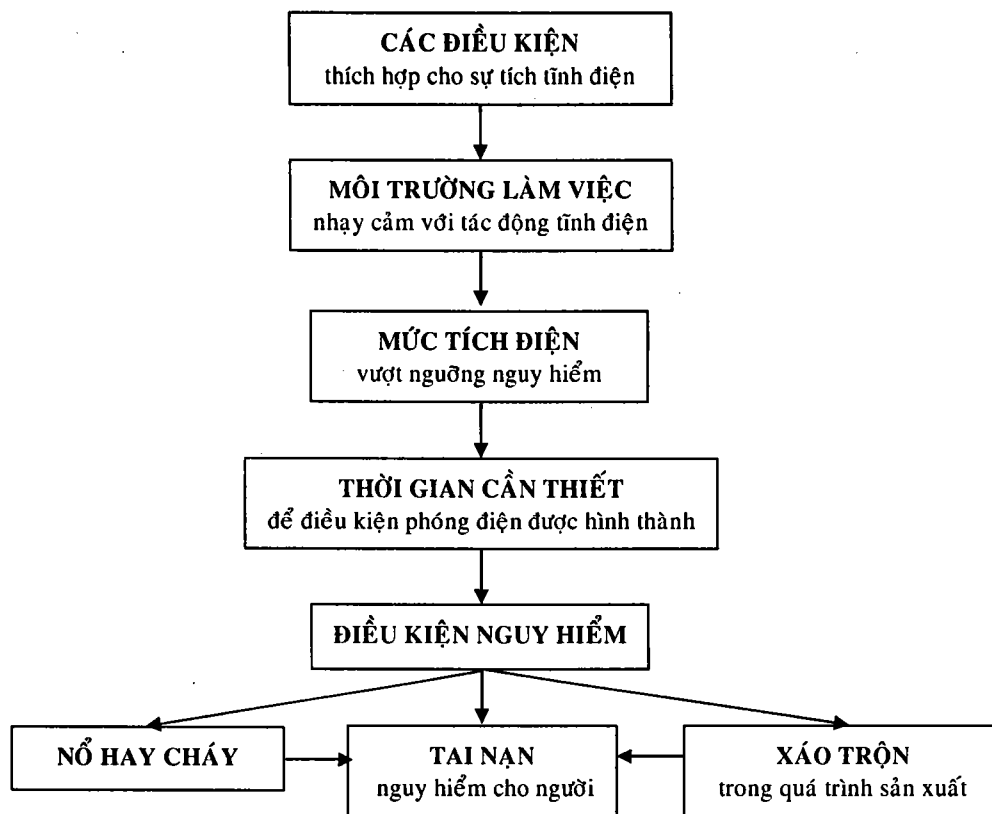 CÁC ĐIỀU KIỆN
thích hợp cho sự tích tĩnh điện
MÔI TRƯỜNG LÀM VIỆC
nhạy cảm với tác động tĩnh điện
MỨC TÍCH ĐIỆN
vượt ngưỡng nguy hiểm
THỜI GIAN CẦN THIẾT
để điều kiện phóng điện được hình thành
ĐIỀU KIỆN NGUY HIỂM
NỔ HAY CHÁY
TAI NẠN
nguy hiểm cho người
XÁO TRỘN
trong quá trình sản xuất